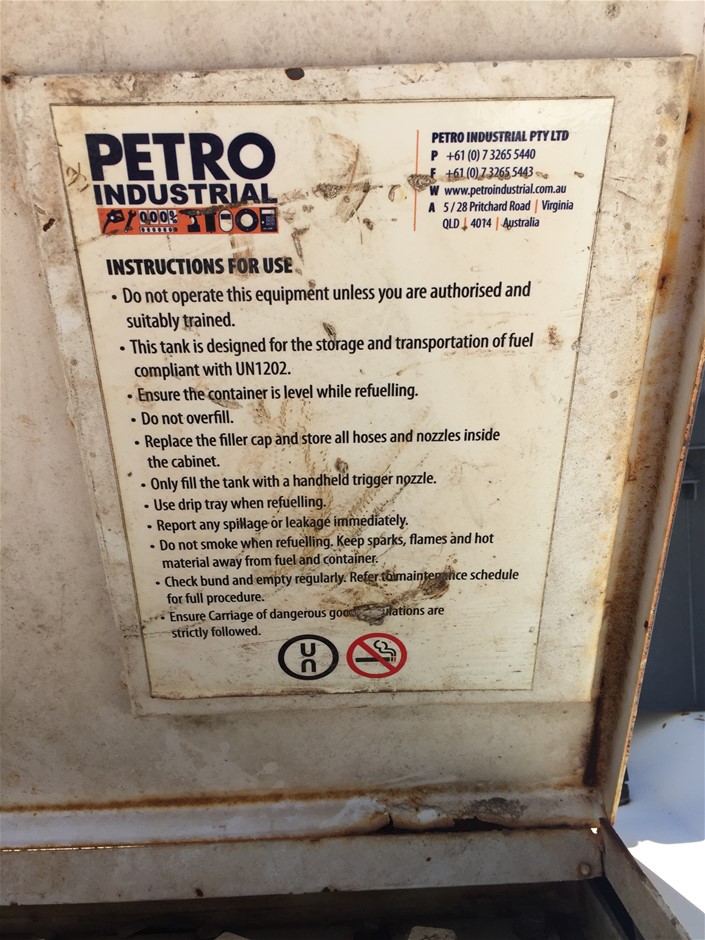 PETRO
INDUSTRIAL
PETRO INDUSTRIAL PTY LTD
P +61 (0) 7 3265 5440
F +61 (0) 7 3265 5443
W www.petroindustrial.com.au
A 5 / 28 Pritchard Road | Virginia
QLD | 4014 | Australia
INSTRUCTIONS FOR USE
• Do not operate this equipment unless you are authorised and
suitably trained.
• This tank is designed for the storage and transportation of fuel
compliant with UN1202.
• Ensure the container is level while refuelling.
• Do not overfill.
• Replace the filler cap and store all hoses and nozzles inside
the cabinet.
• Only fill the tank with a handheld trigger nozzle.
• Use drip tray when refuelling.
• Report any spillage or leakage immediately.
• Do not smoke when refuelling. Keep sparks, flames and hot
material away from fuel and container.
• Check bund and empty regularly. Refer to maintenance schedule
for full procedure.
• Ensure Carriage of dangerous are
strictly followed.
u
n